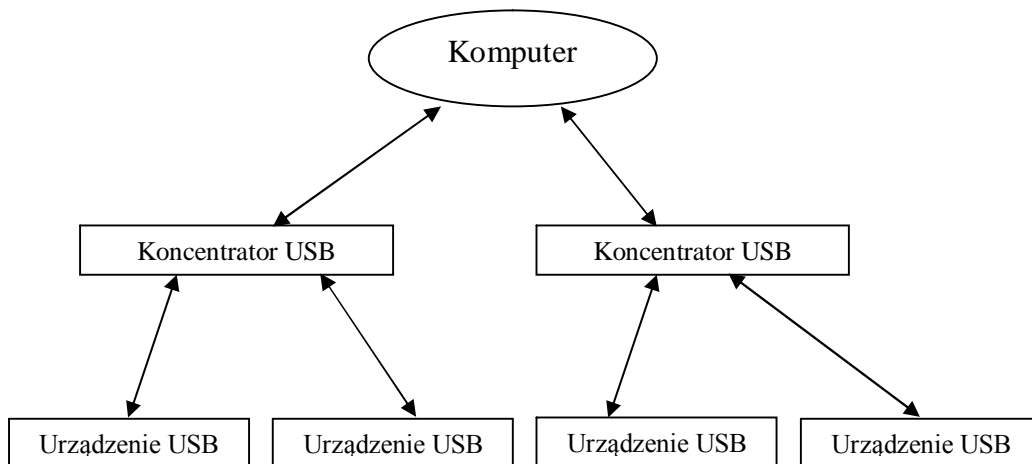 Komputer
Koncentrator USB
Koncentrator USB
Urządzenie USB
Urządzenie USB
Urządzenie USB
Urządzenie USB